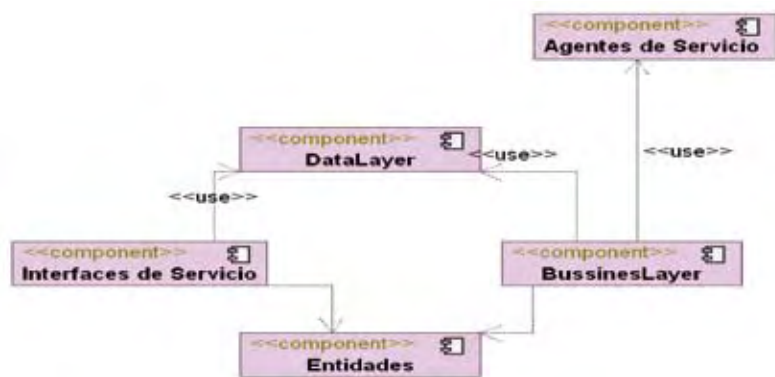 <<component>>
Agentes de Servicio
<<component>>
DataLayer
<<use>>
<<use>>
<<use>>
<<component>>
Interfaces de Servicio
<<component>>
BussinesLayer
<<component>>
Entidades